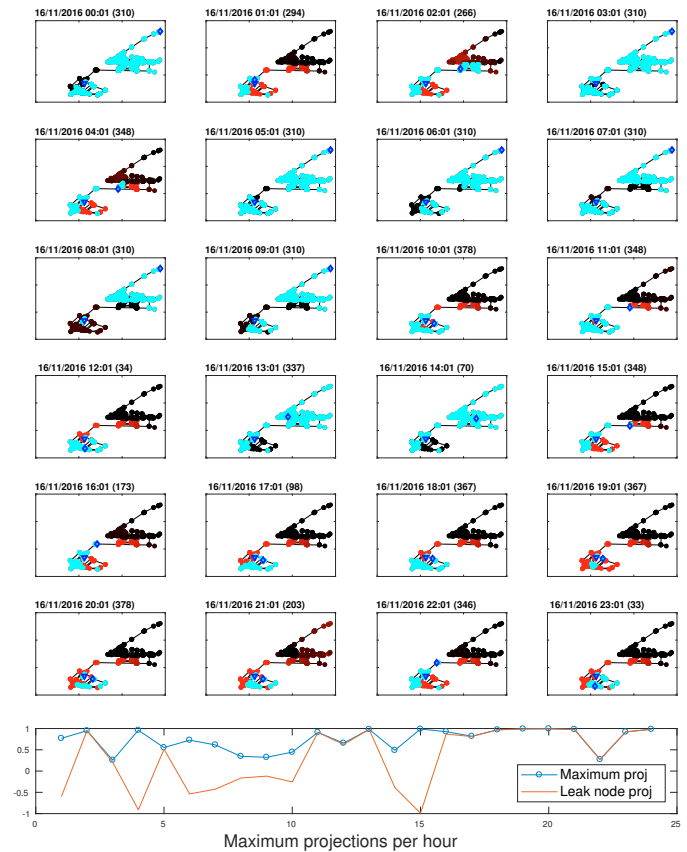 16/11/2016 00:01 (310) 16/11/2016 01:01 (294) 16/11/2016 02:01 (266) 16/11/2016 03:01 (310)
16/11/2016 04:01 (348) 16/11/2016 05:01 (310) 16/11/2016 06:01 (310) 16/11/2016 07:01 (310)
16/11/2016 08:01 (310) 16/11/2016 09:01 (310) 16/11/2016 10:01 (378) 16/11/2016 11:01 (348)
16/11/2016 12:01 (34) 16/11/2016 13:01 (337) 16/11/2016 14:01 (70) 16/11/2016 15:01 (348)
16/11/2016 16:01 (173) 16/11/2016 17:01 (98) 16/11/2016 18:01 (367) 16/11/2016 19:01 (367)
16/11/2016 20:01 (378) 16/11/2016 21:01 (203) 16/11/2016 22:01 (346) 16/11/2016 23:01 (33)
1
0.5
0
-0.5
-1
Maximum proj
Leak node proj
0 5 10 15 20 25
Maximum projections per hour